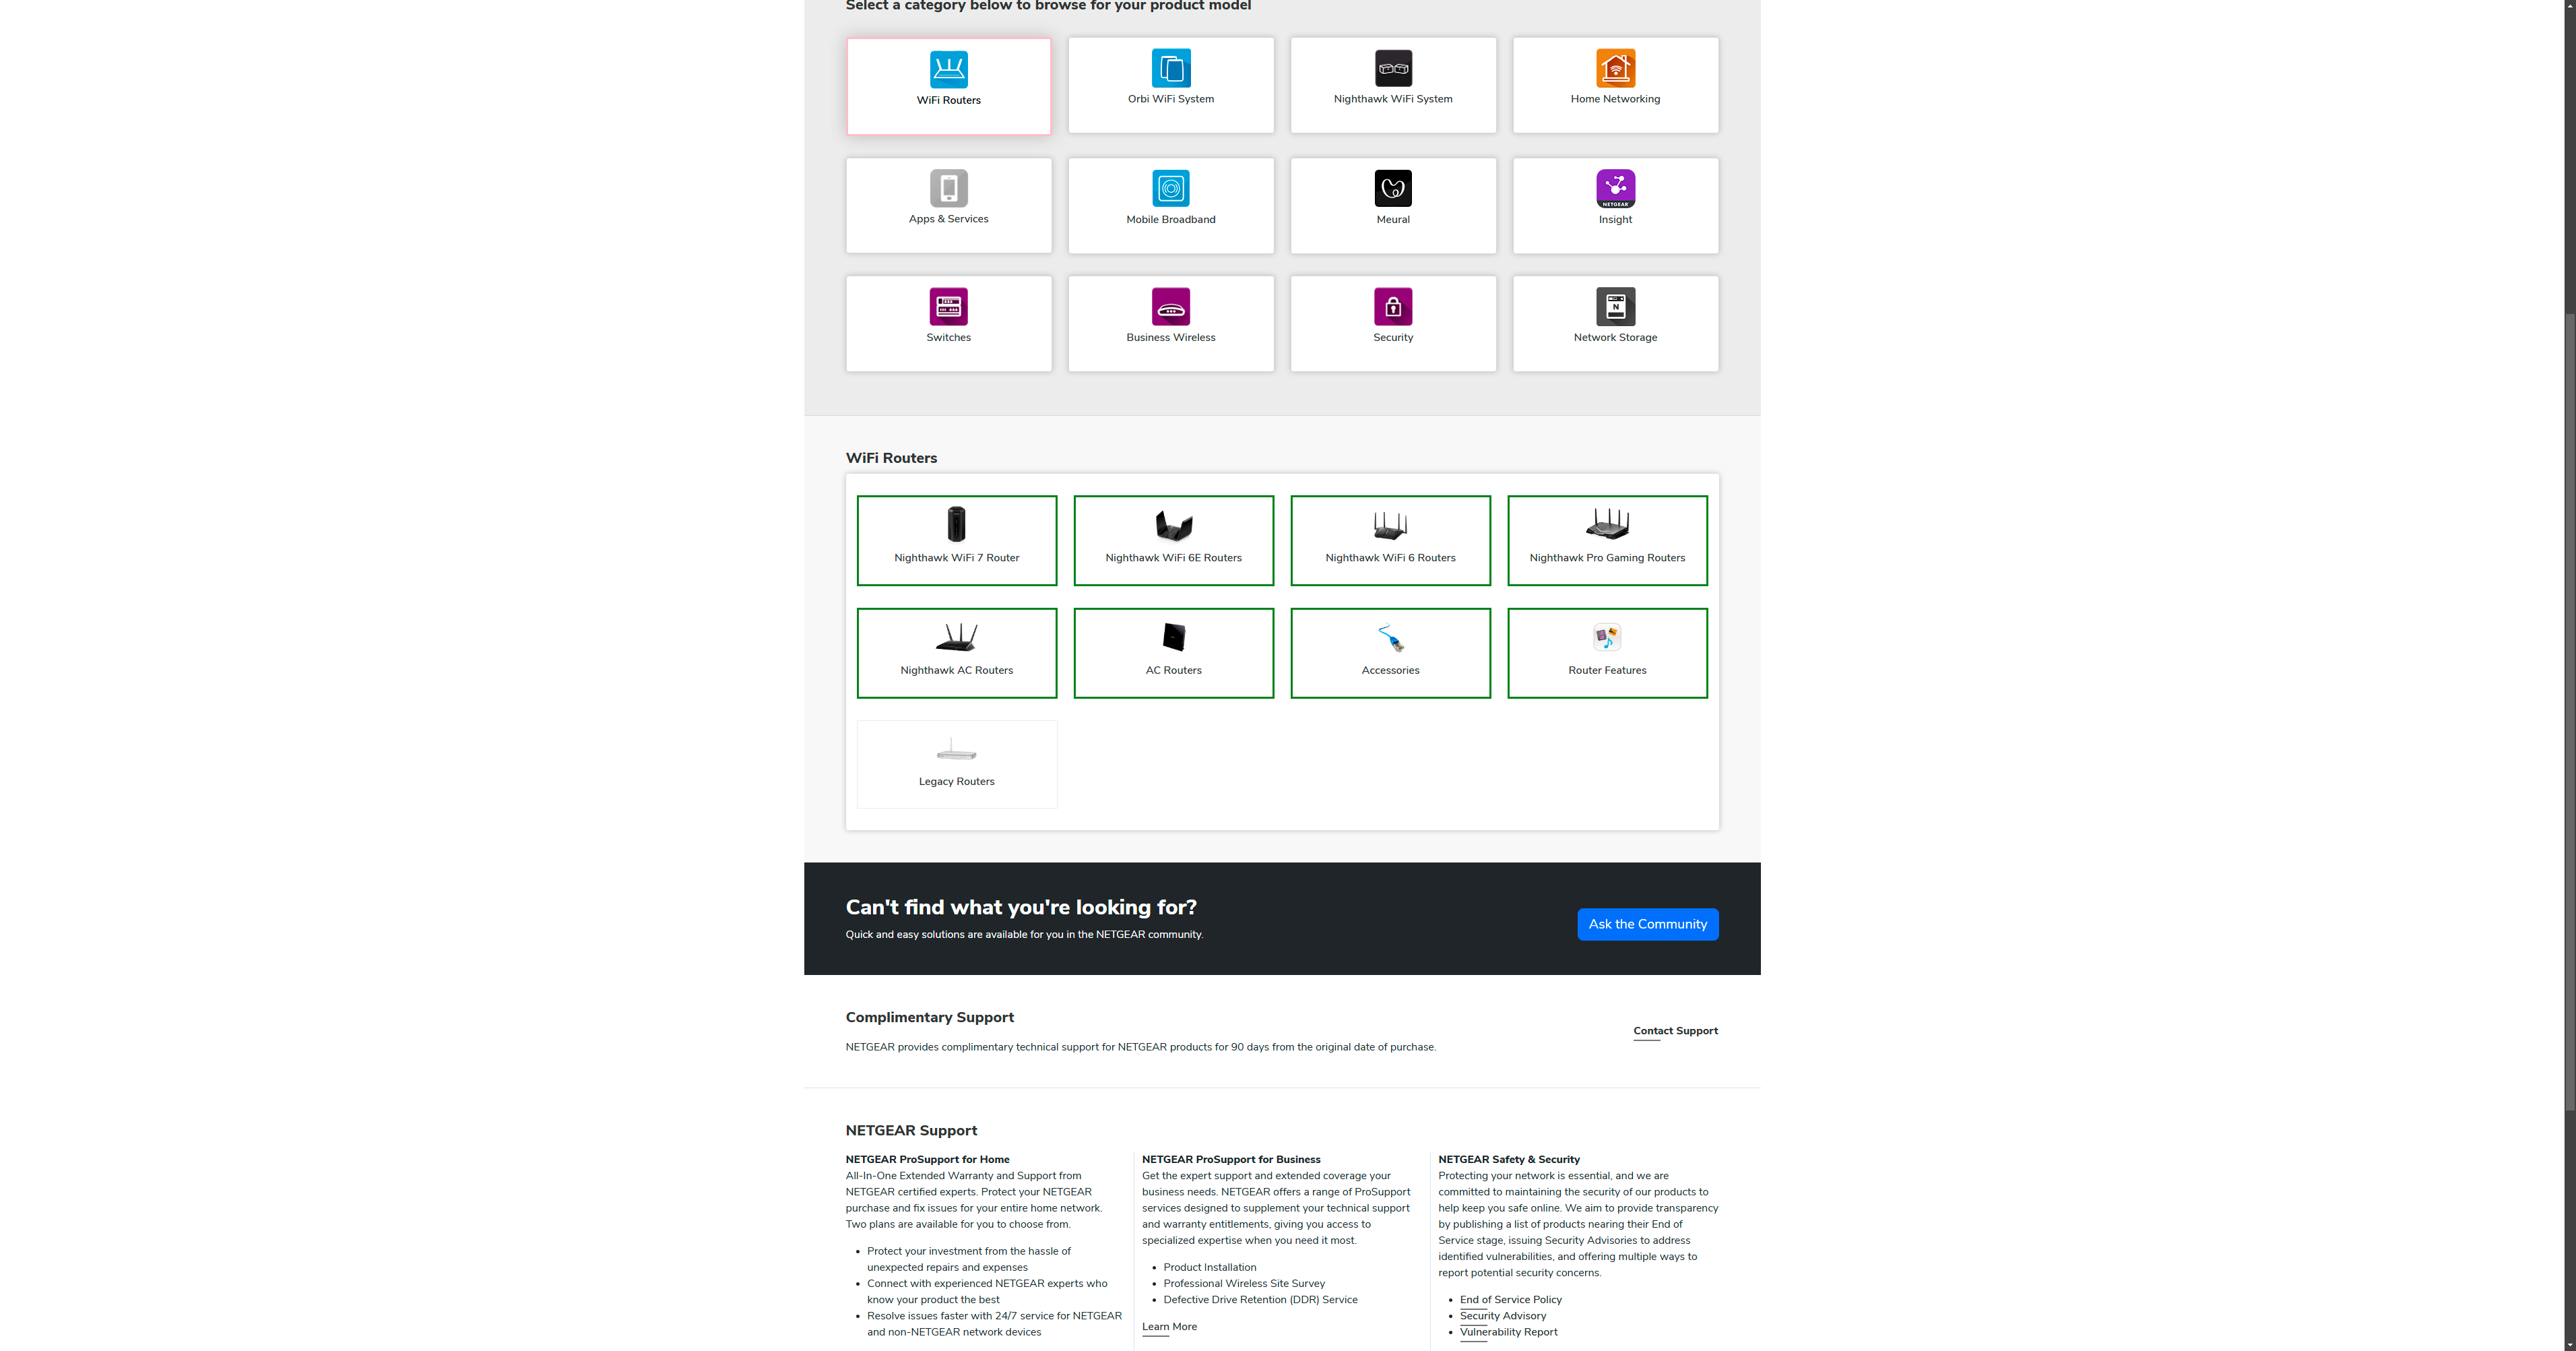 Select a category below to browse for your product model
WiFi Routers
Orbi WiFi System
Nighthawk WiFi System
Home Networking
Apps & Services
Mobile Broadband
Meural
NETGEAR
Insight
Switches
Business Wireless
Security
N
Network Storage
WiFi Routers
Nighthawk WiFi 7 Router
Nighthawk WiFi 6E Routers
Nighthawk WiFi 6 Routers
Nighthawk Pro Gaming Routers
Nighthawk AC Routers
AC Routers
Accessories
Router Features
Legacy Routers
Can't find what you're looking for?
Quick and easy solutions are available for you in the NETGEAR community.
Ask the Community
Complimentary Support
NETGEAR provides complimentary technical support for NETGEAR products for 90 days from the original date of purchase.
Contact Support
NETGEAR Support
NETGEAR ProSupport for Home
All-In-One Extended Warranty and Support from
NETGEAR certified experts. Protect your NETGEAR
purchase and fix issues for your entire home network.
Two plans are available for you to choose from.
• Protect your investment from the hassle of
unexpected repairs and expenses
• Connect with experienced NETGEAR experts who
know your product the best
• Resolve issues faster with 24/7 service for NETGEAR
and non-NETGEAR network devices
NETGEAR ProSupport for Business
Get the expert support and extended coverage your
business needs. NETGEAR offers a range of ProSupport
services designed to supplement your technical support
and warranty entitlements, giving you access to
specialized expertise when you need it most.
• Product Installation
• Professional Wireless Site Survey
• Defective Drive Retention (DDR) Service
Learn More
NETGEAR Safety & Security
Protecting your network is essential, and we are
committed to maintaining the security of our products to
help keep you safe online. We aim to provide transparency
by publishing a list of products nearing their End of
Service stage, issuing Security Advisories to address
identified vulnerabilities, and offering multiple ways to
report potential security concerns.
• End of Service Policy
• Security Advisory
• Vulnerability Report